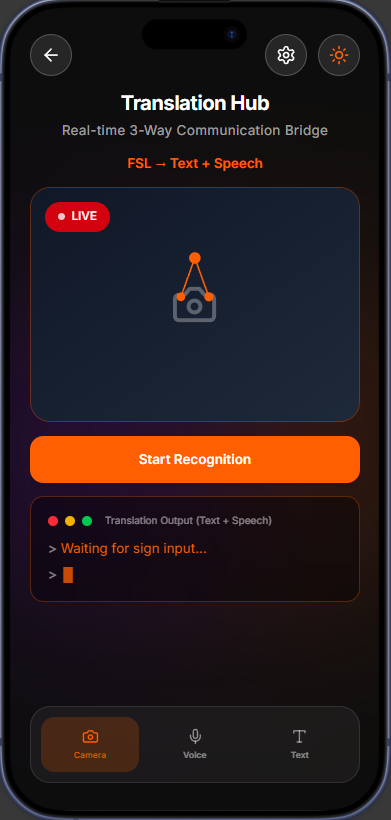 Translation Hub
Real-time 3-Way Communication Bridge
FSL → Text + Speech
LIVE
Start Recognition
Translation Output (Text + Speech)
> Waiting for sign input...
>
Camera
Voice
Text